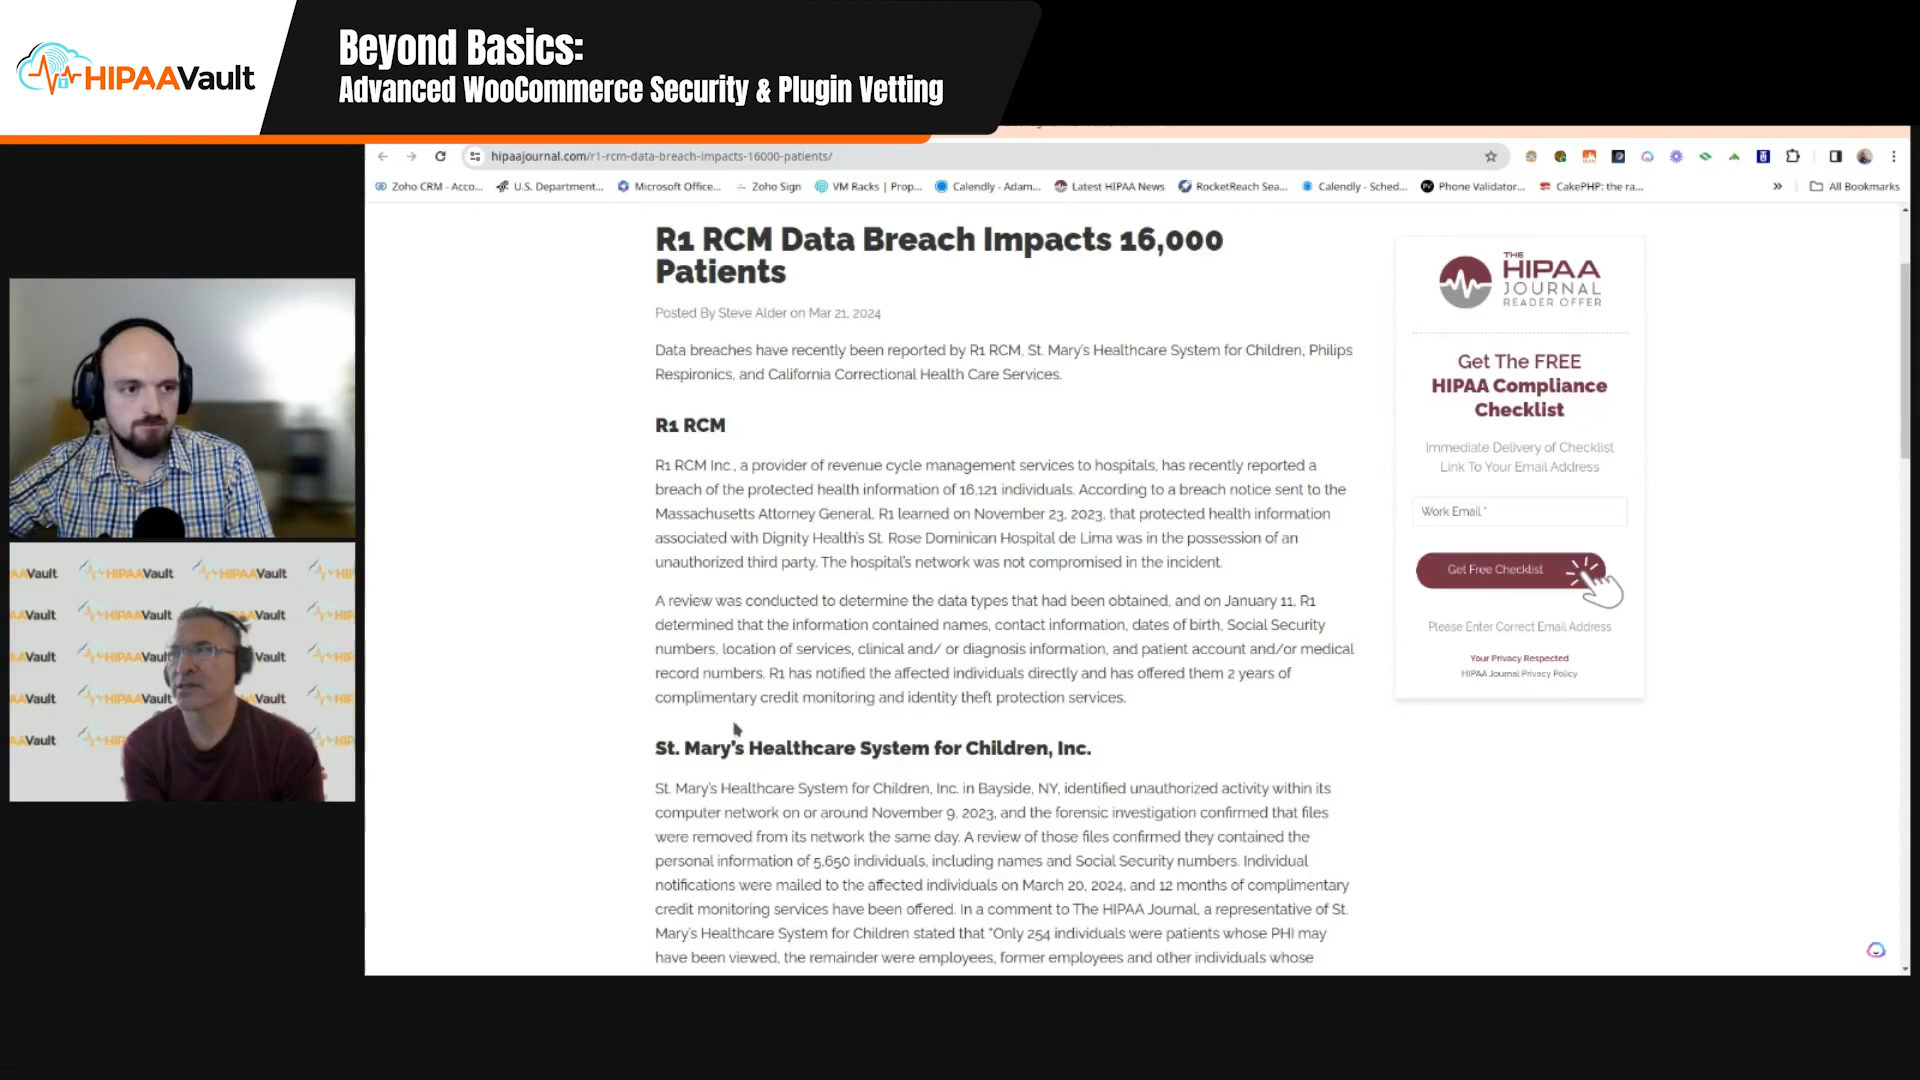 HIPAAVault
Beyond Basics:
Advanced WooCommerce Security & Plugin Vetting
hipaajournal.com/r1-rcm-data-breach-impacts-16000-patients/
Zoho CRM - Acco...
U.S. Department...
Microsoft Office...
Zoho Sign
VM Racks | Prop...
Calendly - Adam...
Latest HIPAA News
RocketReach Sea...
Calendly - Sched...
Phone Validator...
CakePHP: the ra...
»
All Bookmarks
R1 RCM Data Breach Impacts 16,000
Patients
Posted By Steve Alder on Mar 21, 2024
Data breaches have recently been reported by R1 RCM, St. Mary's Healthcare System for Children, Philips
Respironics, and California Correctional Health Care Services.
R1 RCM
R1 RCM Inc., a provider of revenue cycle management services to hospitals, has recently reported a
breach of the protected health information of 16,121 individuals. According to a breach notice sent to the
Massachusetts Attorney General, R1 learned on November 23, 2023, that protected health information
associated with Dignity Health's St. Rose Dominican Hospital de Lima was in the possession of an
unauthorized third party. The hospital's network was not compromised in the incident.
A review was conducted to determine the data types that had been obtained, and on January 11, R1
determined that the information contained names, contact information, dates of birth, Social Security
numbers, location of services, clinical and/ or diagnosis information, and patient account and/or medical
record numbers. R1 has notified the affected individuals directly and has offered them 2 years of
complimentary credit monitoring and identity theft protection services.
St. Mary's Healthcare System for Children, Inc.
St. Mary's Healthcare System for Children, Inc. in Bayside, NY, identified unauthorized activity within its
computer network on or around November 9, 2023, and the forensic investigation confirmed that files
were removed from its network the same day. A review of those files confirmed they contained the
personal information of 5,650 individuals, including names and Social Security numbers. Individual
notifications were mailed to the affected individuals on March 20, 2024, and 12 months of complimentary
credit monitoring services have been offered. In a comment to The HIPAA Journal, a representative of St.
Mary's Healthcare System for Children stated that "Only 254 individuals were patients whose PHI may
have been viewed, the remainder were employees, former employees and other individuals whose
THE
HIPAA
JOURNAL
READER OFFER
Get The FREE
HIPAA Compliance
Checklist
Immediate Delivery of Checklist
Link To Your Email Address
Work Email *
Get Free Checklist
Please Enter Correct Email Address
Your Privacy Respected
HIPAA Journal Privacy Policy
AAVault HIPAAVault HIPAAVault HIP
AAVault HIPAAVault Vault HIP
AAVault HIPAAVault Vault HIP
AAVault HIPAAVault Vault HIP
AAVault HIP HIP